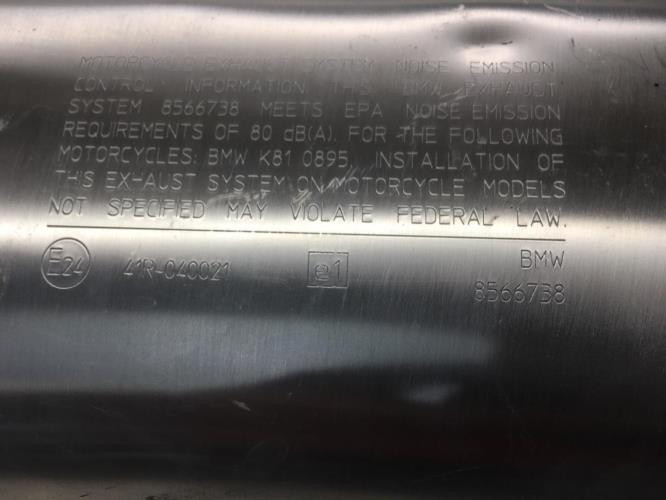 MOTORCYCLE EXHAUST SYSTEM NOISE EMISSION
CONTROL INFORMATION THIS BMW EXHAUST
SYSTEM 8566738 MEETS EPA NOISE EMISSION
REQUIREMENTS OF 80 dB(A). FOR THE FOLLOWING
MOTORCYCLES: BMW K81 0895. INSTALLATION OF
THIS EXHAUST SYSTEM ON MOTORCYCLE MODELS
NOT SPECIFIED MAY VIOLATE FEDERAL LAW.
E24 41R-040021 e1 BMW
8566738